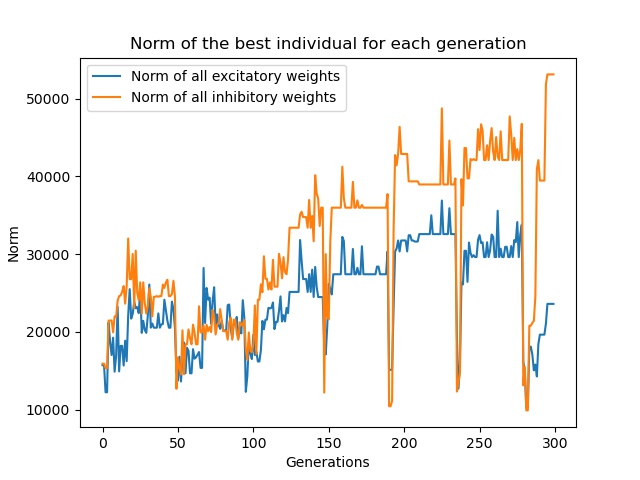 Norm of the best individual for each generation
Norm of all excitatory weights
Norm of all inhibitory weights
50000
40000
30000
20000
10000
Norm
0 50 100 150 200 250 300
Generations